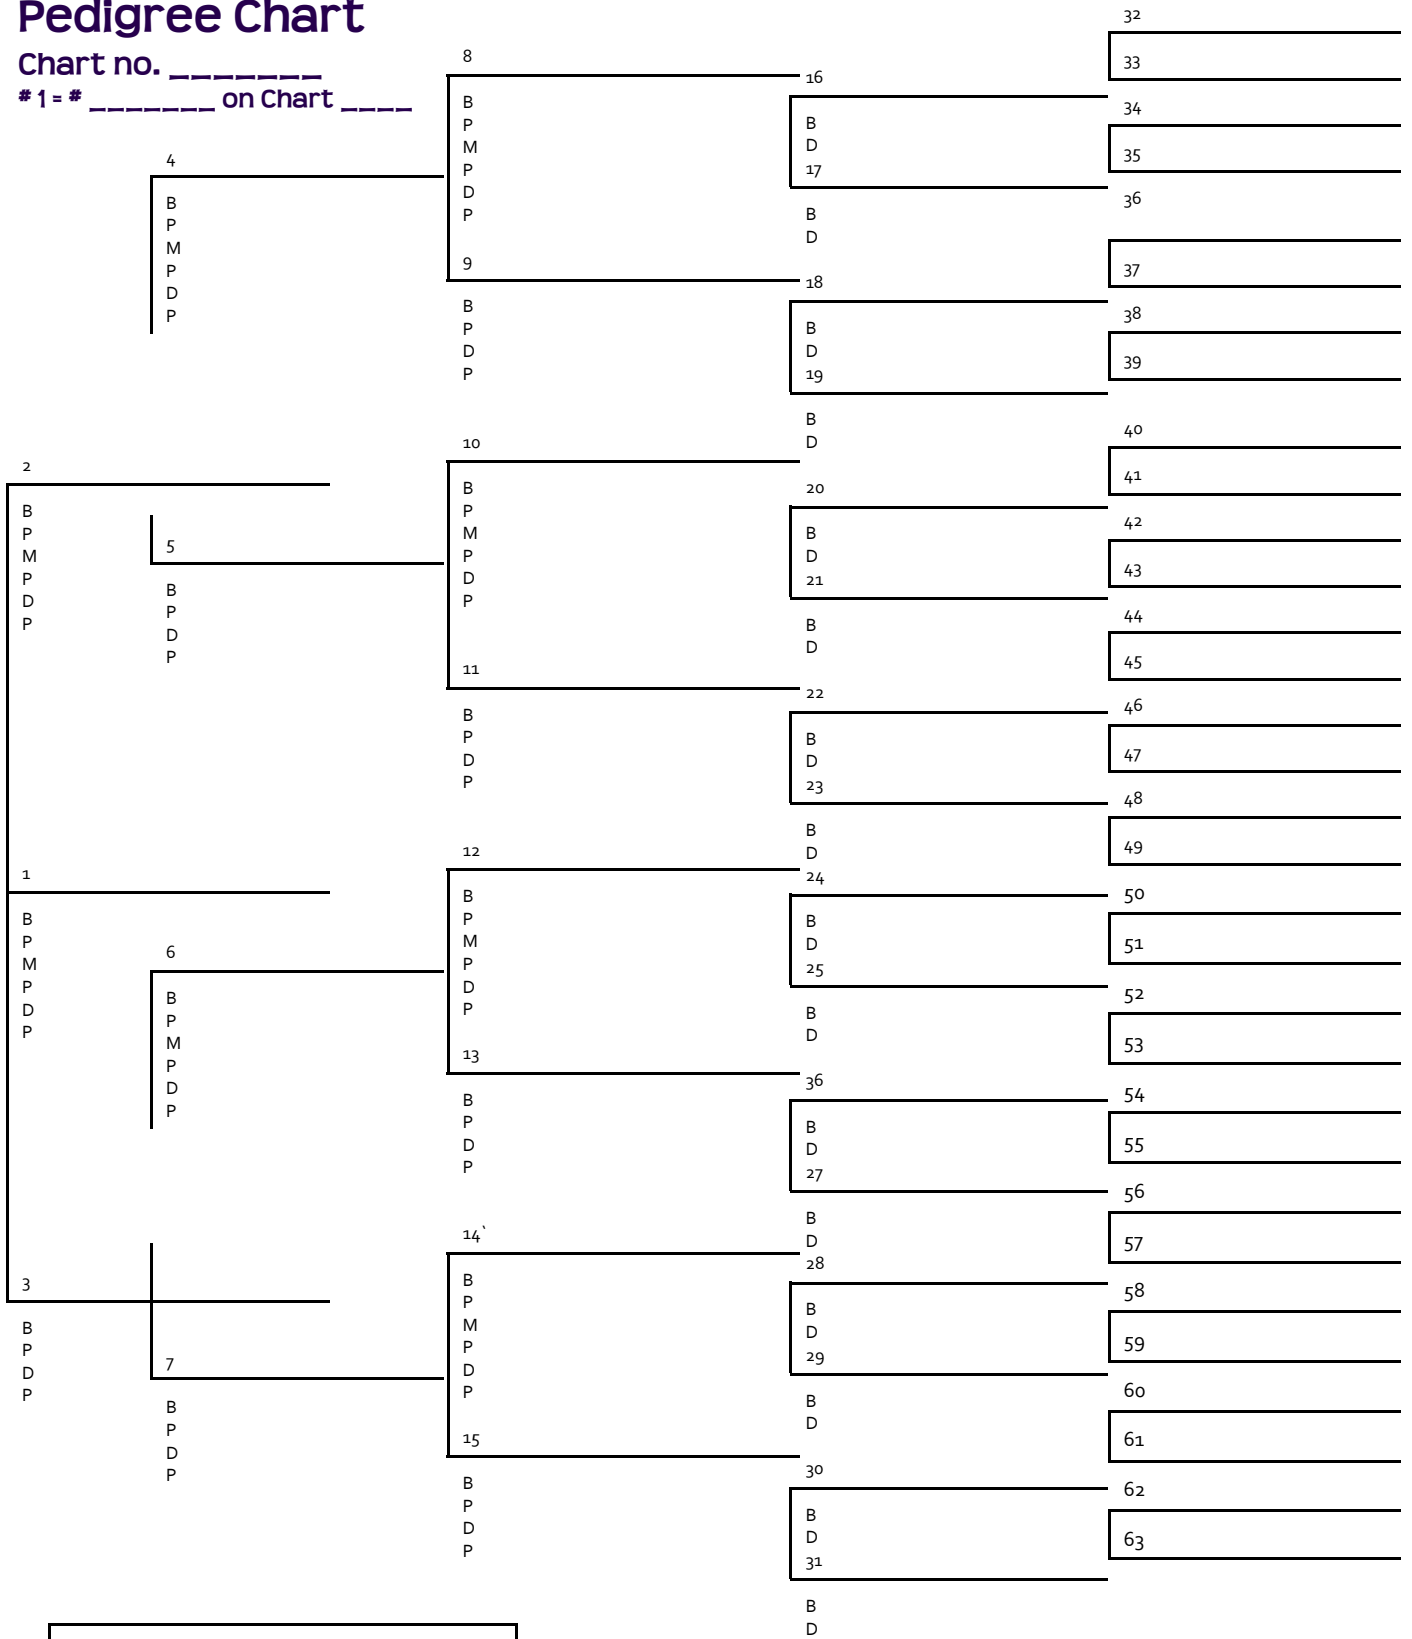 Pedigree Chart
Chart no. _______
# 1 = # _______ on Chart ____
2
B
P
M
P
D
P
1
B
P
M
P
D
P
3
B
P
D
P
4
B
P
M
P
D
P
5
B
P
D
P
6
B
P
M
P
D
P
7
B
P
D
P
8
B
P
M
P
D
P
9
B
P
D
P
10
B
P
M
P
D
P
11
B
P
D
P
12
B
P
M
P
D
P
13
B
P
D
P
14`
B
P
M
P
D
P
15
B
P
D
P
16
B
D
17
B
D
18
B
D
19
B
D
20
B
D
21
B
D
22
B
D
23
B
D
24
B
D
25
B
D
36
B
D
27
B
D
28
B
D
29
B
D
30
B
D
31
B
D
32
33
34
35
36
37
38
39
40
41
42
43
44
45
46
47
48
49
50
51
52
53
54
55
56
57
58
59
60
61
62
63